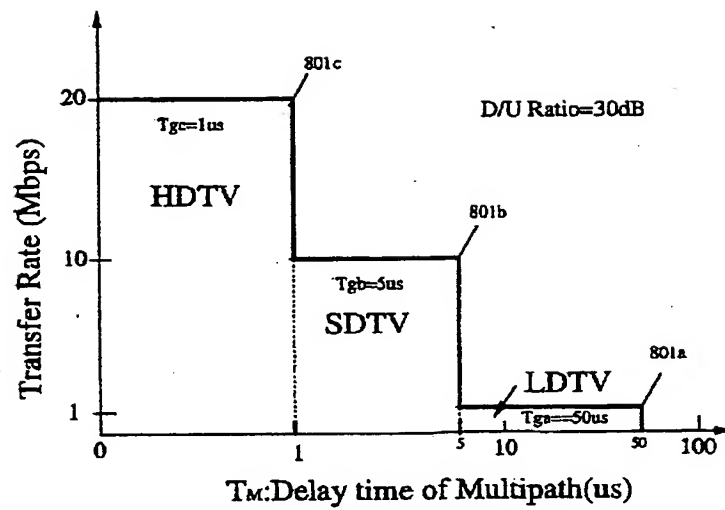 801c
20
D/U Ratio=30dB
Tgc=1us
HDTV
801b
10
Tgb=5us
SDTV
801a
LDTV
1
Tga=50us
0
1
5
10
50
100
Transfer Rate (Mbps)
TM:Delay time of Multipath(us)